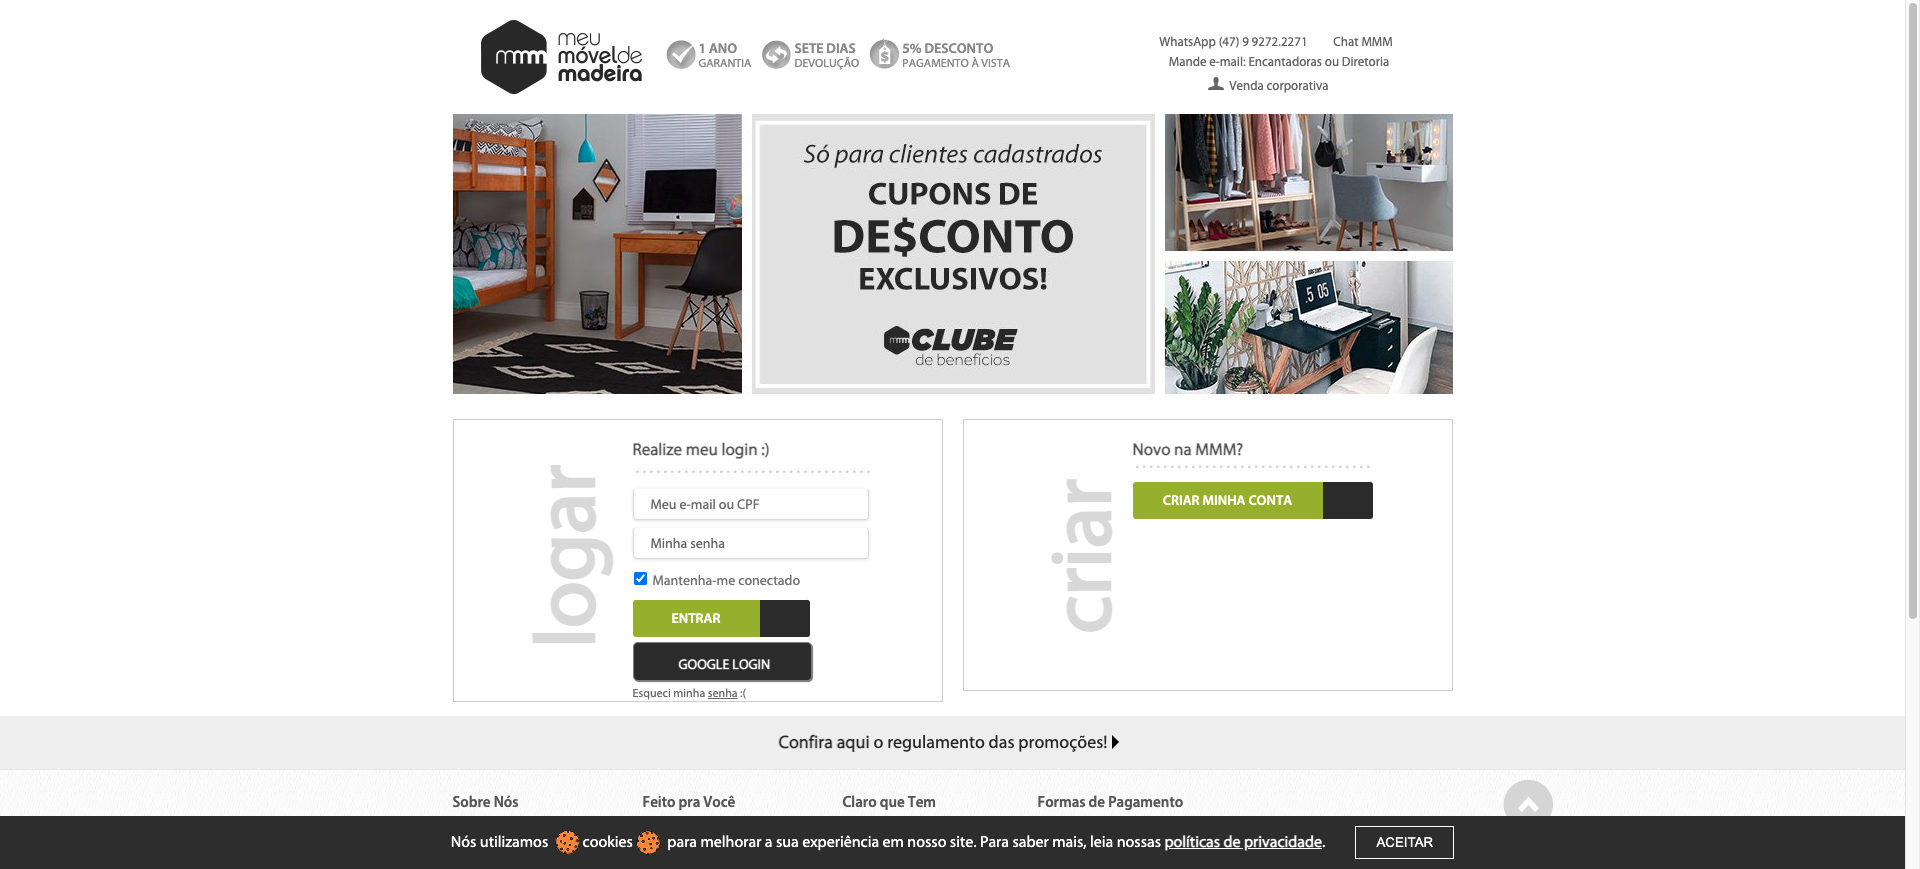 mmm
meu
móvelde
madeira
1 ANO
GARANTIA
SETE DIAS
DEVOLUÇÃO
5% DESCONTO
PAGAMENTO À VISTA
WhatsApp (47) 9 9272.2271
Chat MMM
Mande e-mail: Encantadoras ou Diretoria
Venda corporativa
Só para clientes cadastrados
CUPONS DE
DE$CONTO
EXCLUSIVOS!
mmm CLUBE
de benefícios
5 05
logar
Realize meu login :)
Meu e-mail ou CPF
Minha senha
Mantenha-me conectado
ENTRAR
GOOGLE LOGIN
Esqueci minha senha :(
criar
Novo na MMM?
CRIAR MINHA CONTA
Confira aqui o regulamento das promoções!
Sobre Nós
Feito pra Você
Claro que Tem
Formas de Pagamento
Nós utilizamos cookies para melhorar a sua experiência em nosso site. Para saber mais, leia nossas políticas de privacidade.
ACEITAR